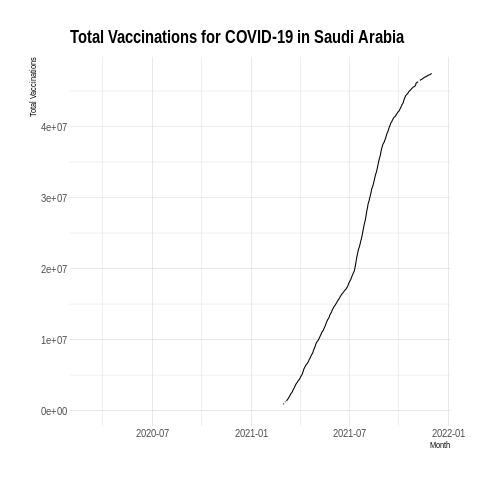 Total Vaccinations for COVID-19 in Saudi Arabia
Total Vaccinations
4e+07
3e+07
2e+07
1e+07
0e+00
2020-07 2021-01 2021-07 2022-01
Month